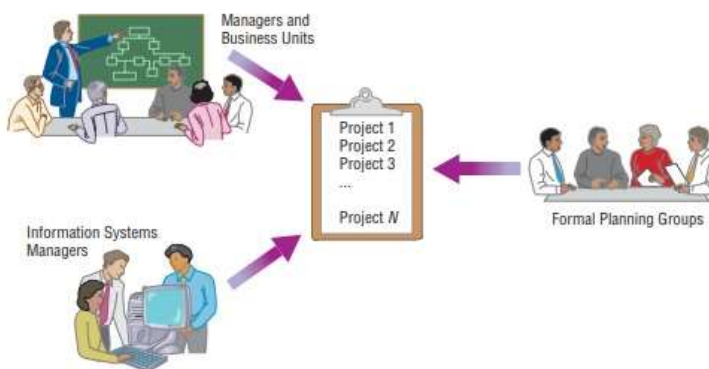 Managers and
Business Units
Project 1
Project 2
Project 3
...
Project N
Formal Planning Groups
Information Systems
Managers